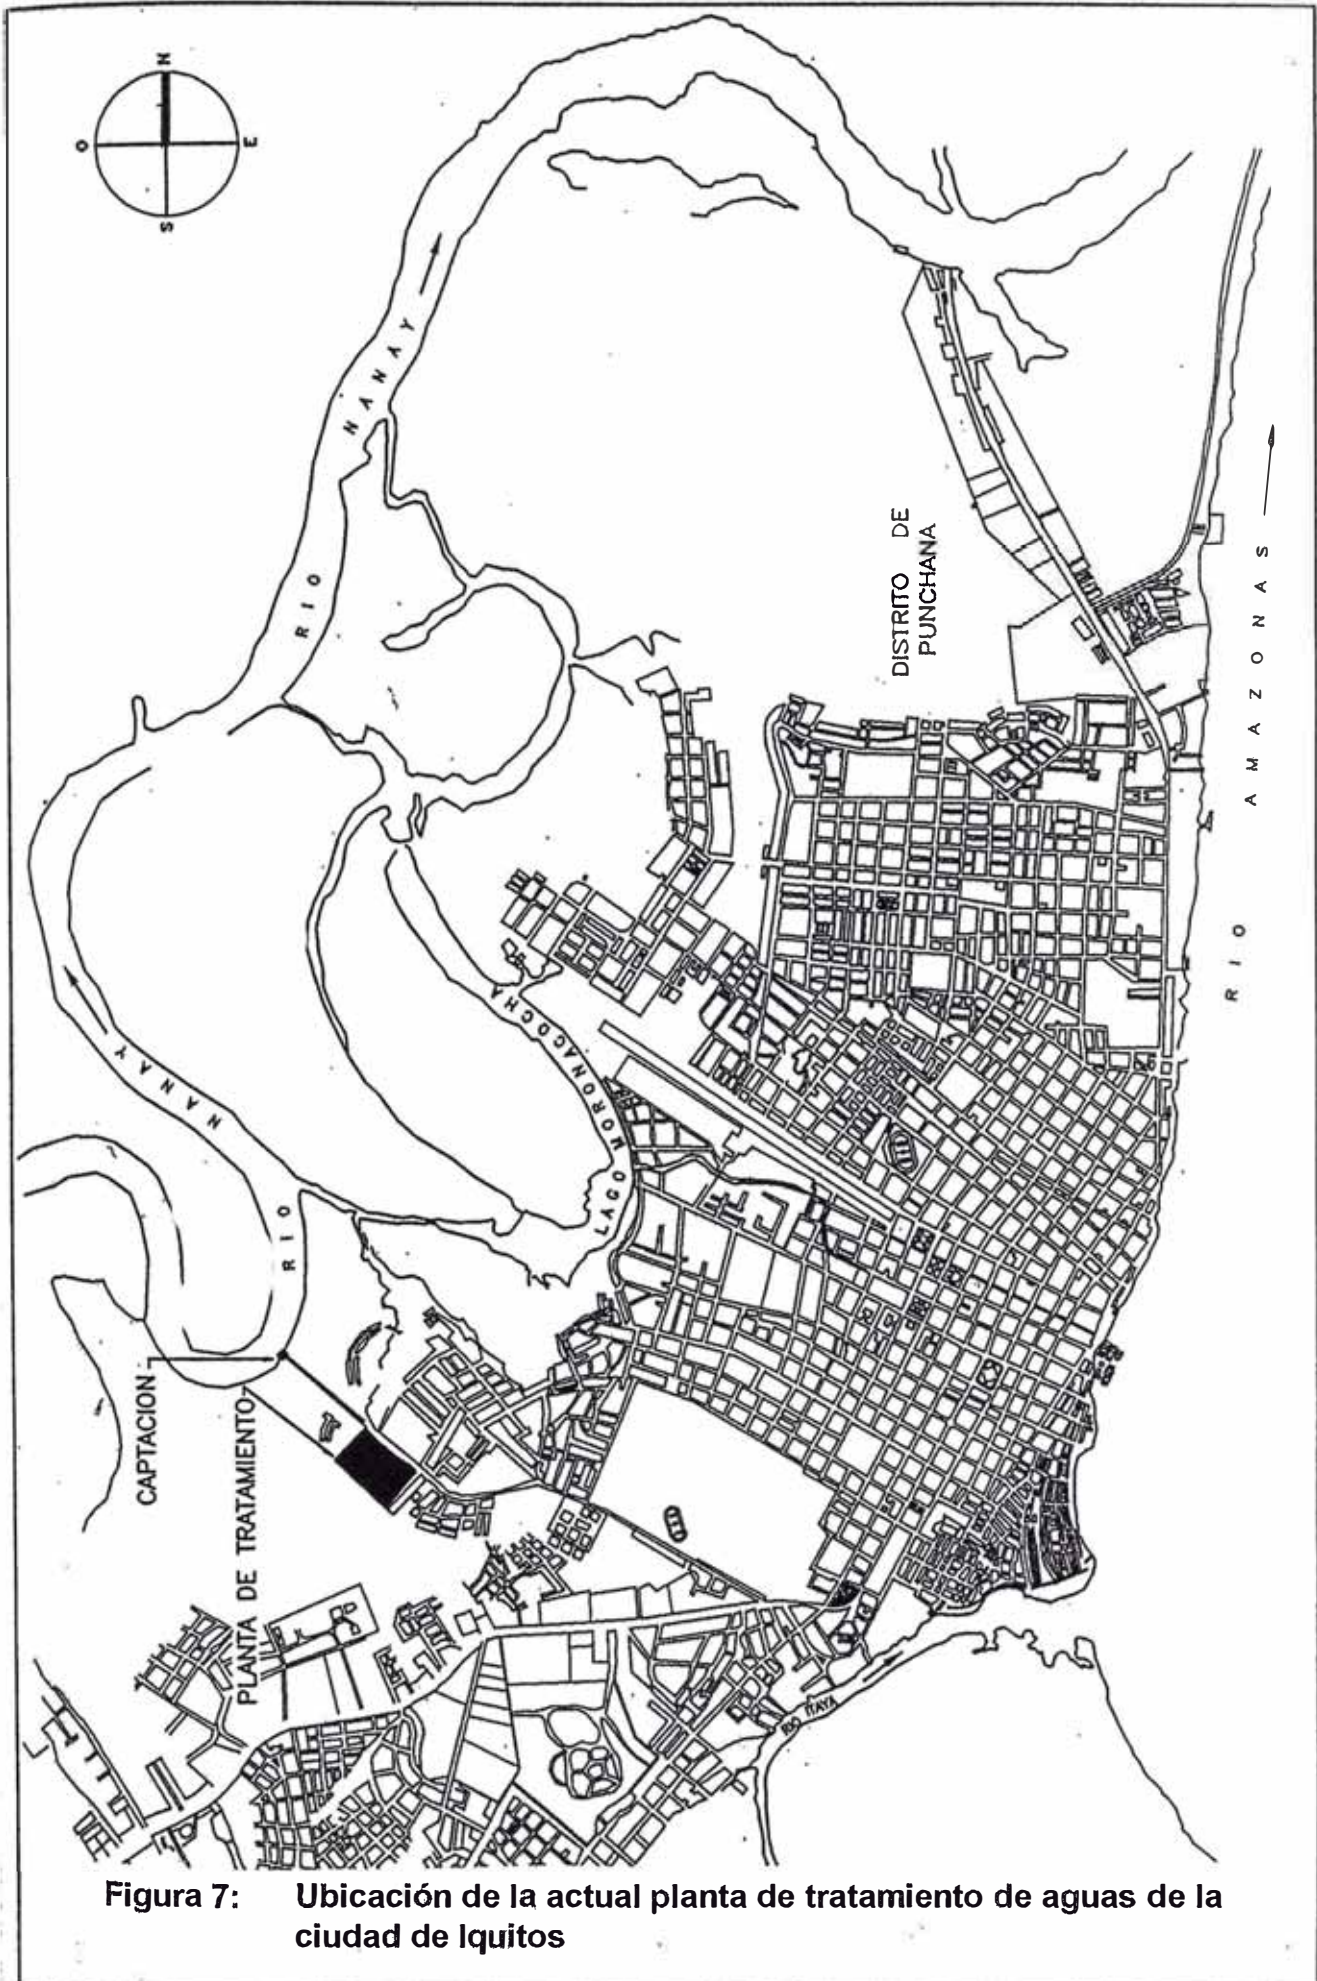 N
O
E
S
RIO NANAY
RIO NANAY
LAGO MORONACOCHA
DISTRITO DE
PUNCHANA
RIO AMAZONAS
CAPTACION
PLANTA DE TRATAMIENTO
RIO ITAYA
Figura 7: Ubicación de la actual planta de tratamiento de aguas de la
ciudad de Iquitos